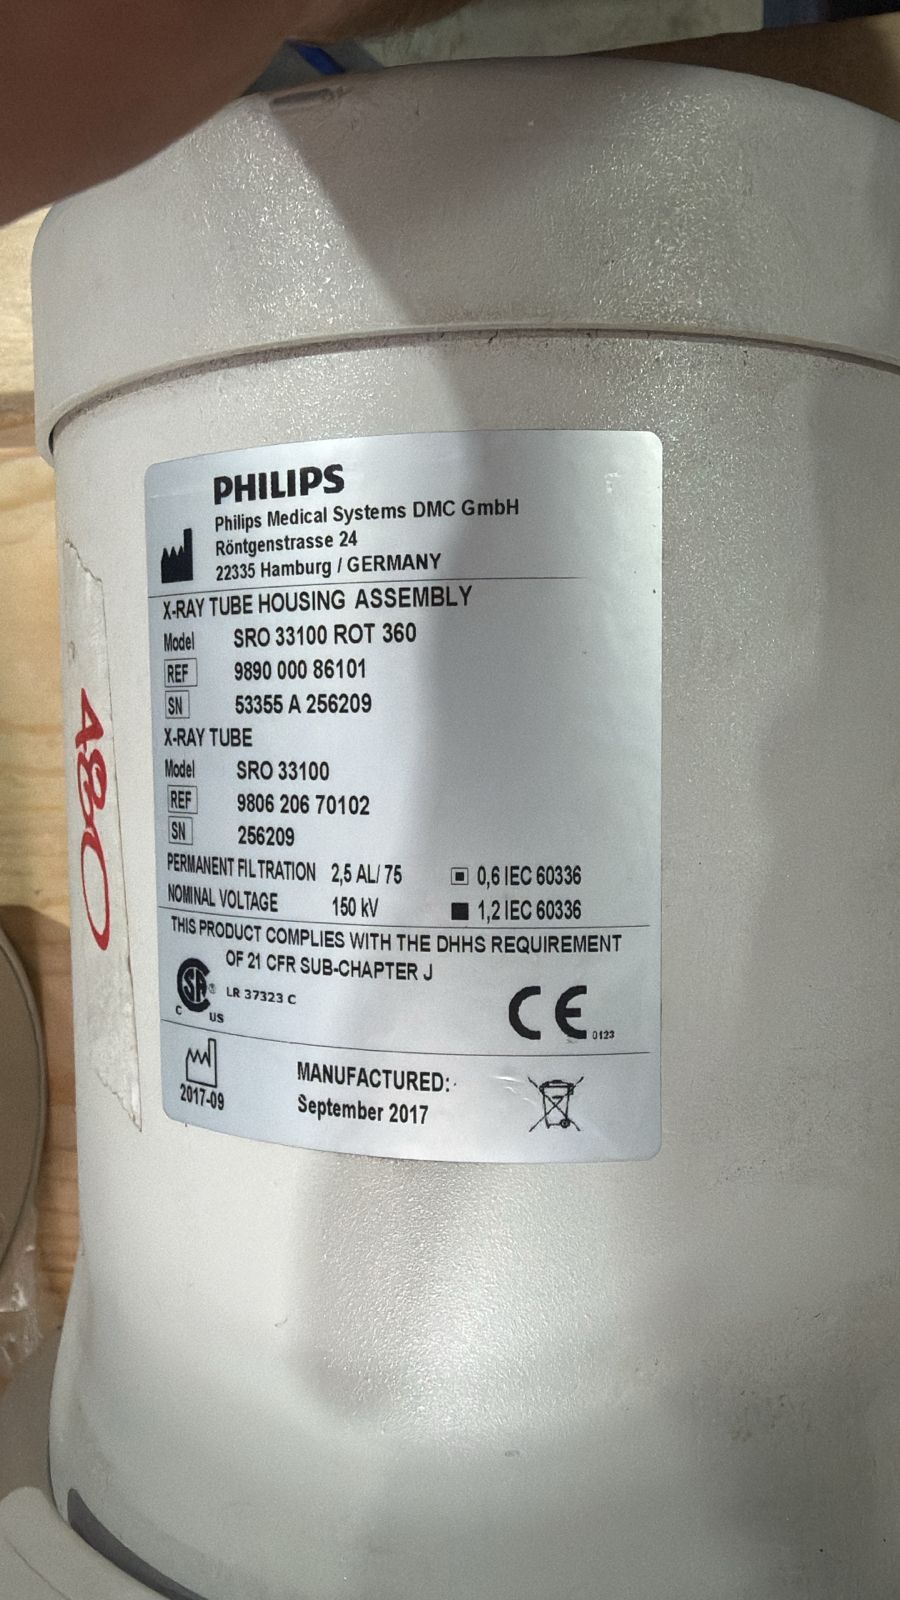 PHILIPS
Philips Medical Systems DMC GmbH
Röntgenstrasse 24
22335 Hamburg / GERMANY
X-RAY TUBE HOUSING ASSEMBLY
Model SRO 33100 ROT 360
REF 9890 000 86101
SN 53355 A 256209
X-RAY TUBE
Model SRO 33100
REF 9806 206 70102
SN 256209
PERMANENT FILTRATION 2,5 AL/ 75 0,6 IEC 60336
NOMINAL VOLTAGE 150 kV 1,2 IEC 60336
THIS PRODUCT COMPLIES WITH THE DHHS REQUIREMENT
OF 21 CFR SUB-CHAPTER J
SA® LR 37323 C
C US
CE 0123
MANUFACTURED:
2017-09 September 2017
480